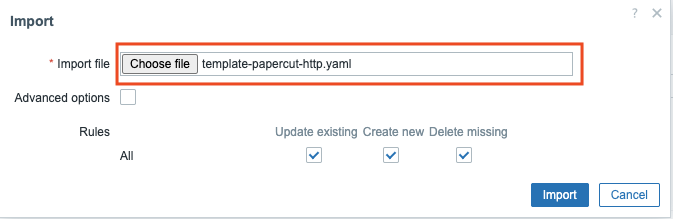 Import
? ×
* Import file Choose file template-papercut-http.yaml
Advanced options
Rules Update existing Create new Delete missing
All
Import Cancel